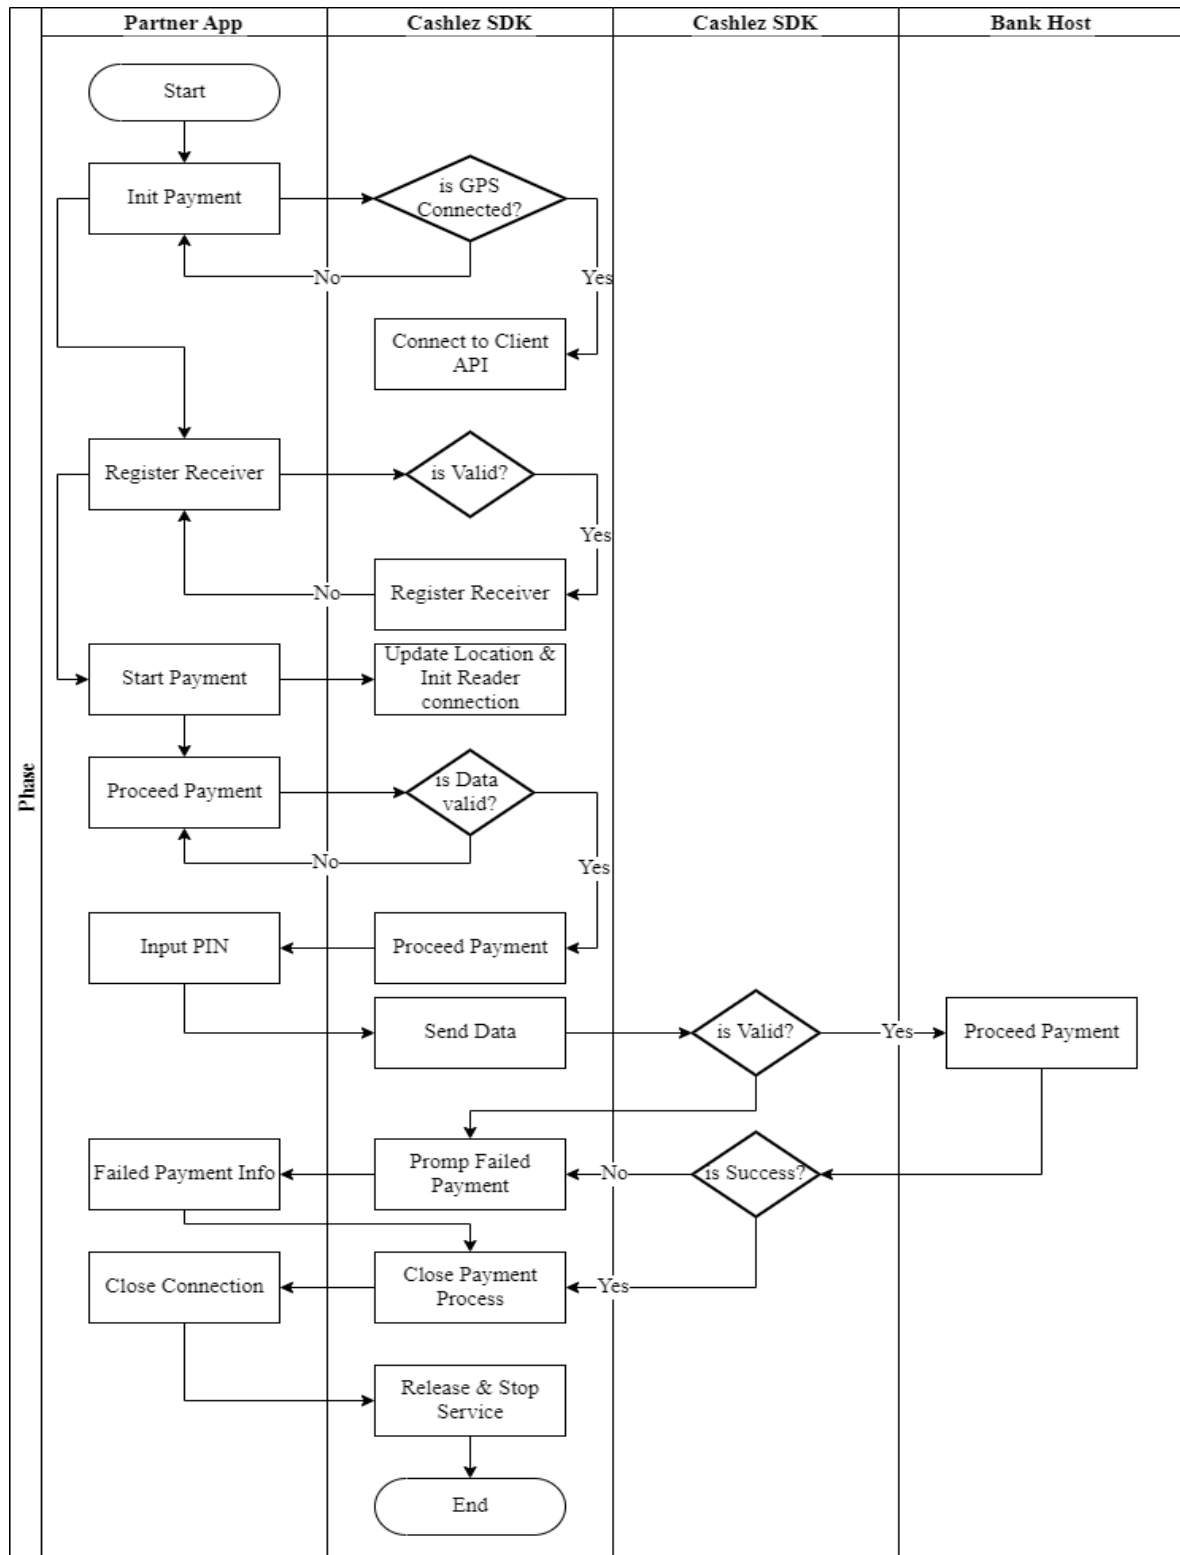 Partner App
Cashlez SDK
Cashlez SDK
Bank Host
Phase
Start
Init Payment
is GPS
Connected?
No
Yes
Connect to Client
API
Register Receiver
is Valid?
Yes
No
Register Receiver
Start Payment
Update Location &
Init Reader
connection
Proceed Payment
is Data
valid?
No
Yes
Input PIN
Proceed Payment
Send Data
is Valid?
Yes
Proceed Payment
Failed Payment Info
Promp Failed
Payment
No
is Success?
Close Connection
Close Payment
Process
Yes
Release & Stop
Service
End